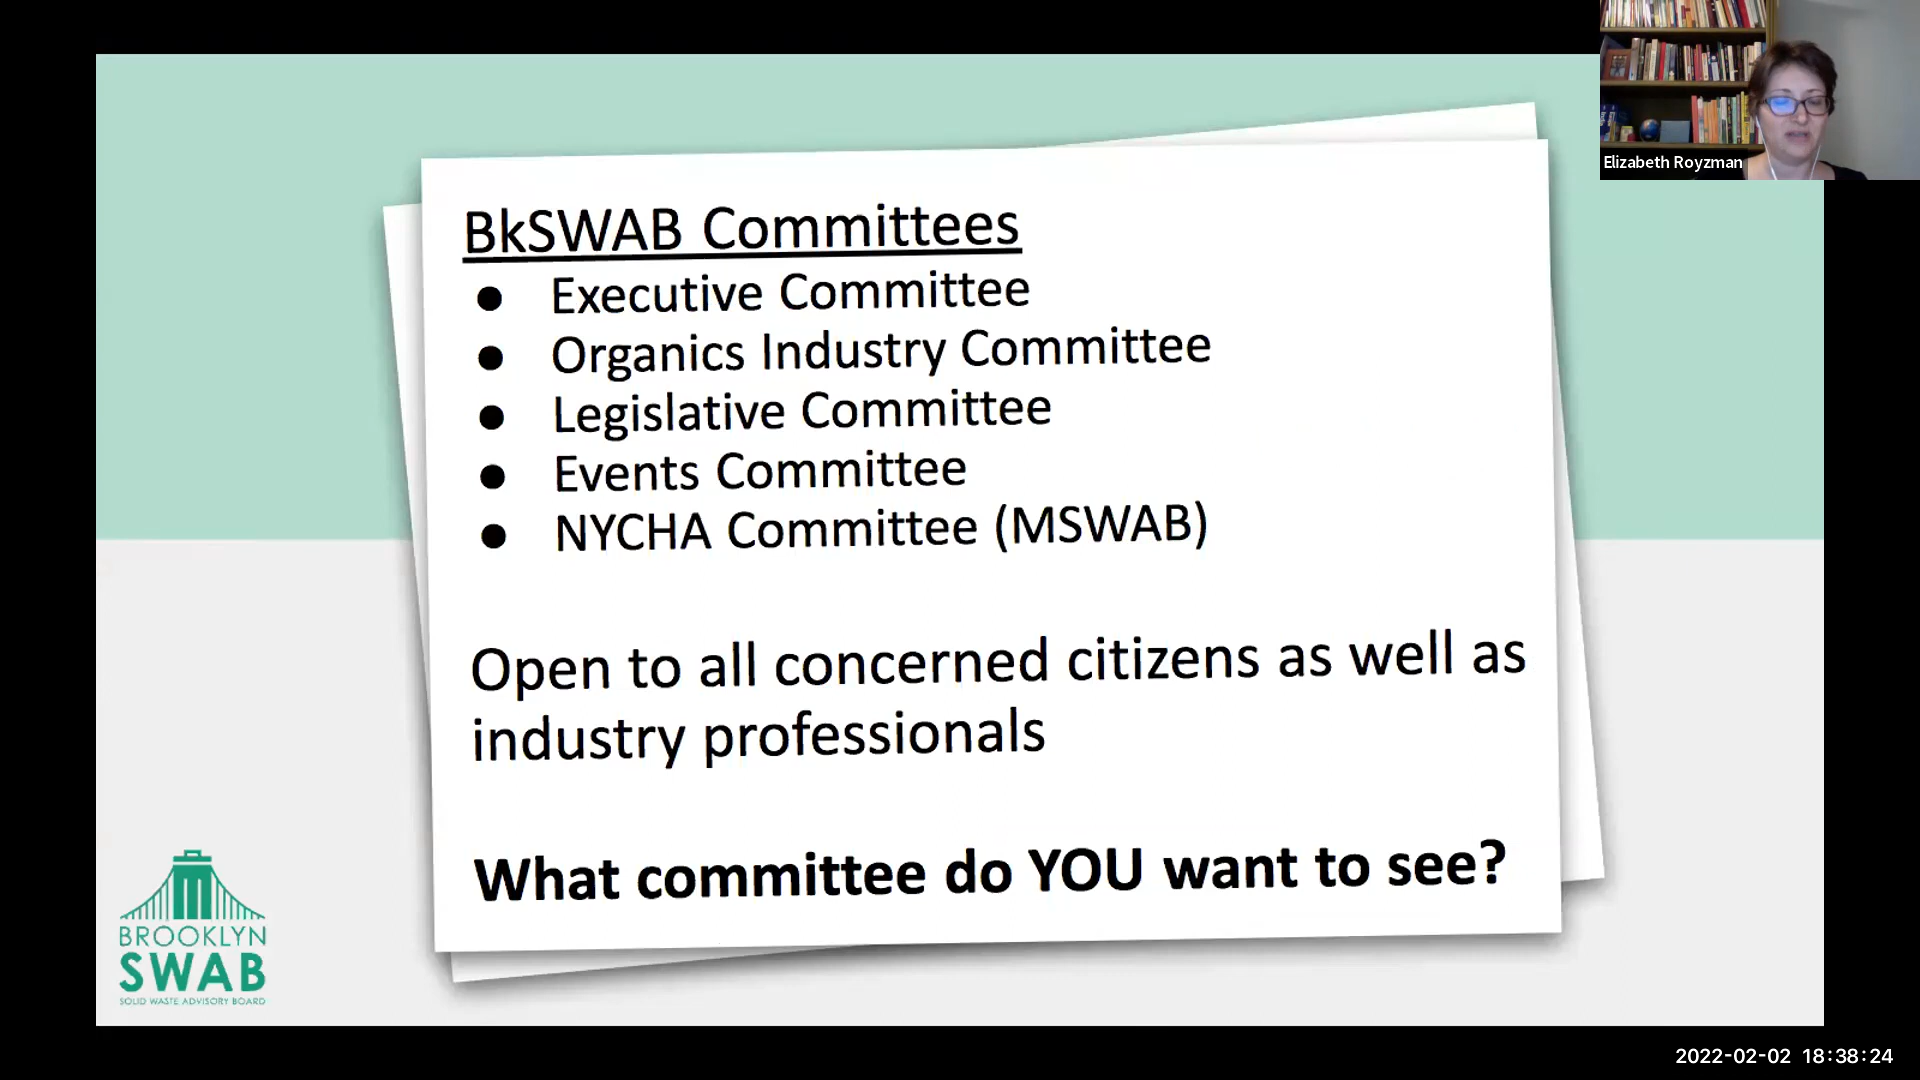 BkSWAB Committees
● Executive Committee
● Organics Industry Committee
● Legislative Committee
● Events Committee
● NYCHA Committee (MSWAB)
Open to all concerned citizens as well as
industry professionals
What committee do YOU want to see?
BROOKLYN
SWAB
SOLID WASTE ADVISORY BOARD
Elizabeth Royzman
2022-02-02 18:38:24